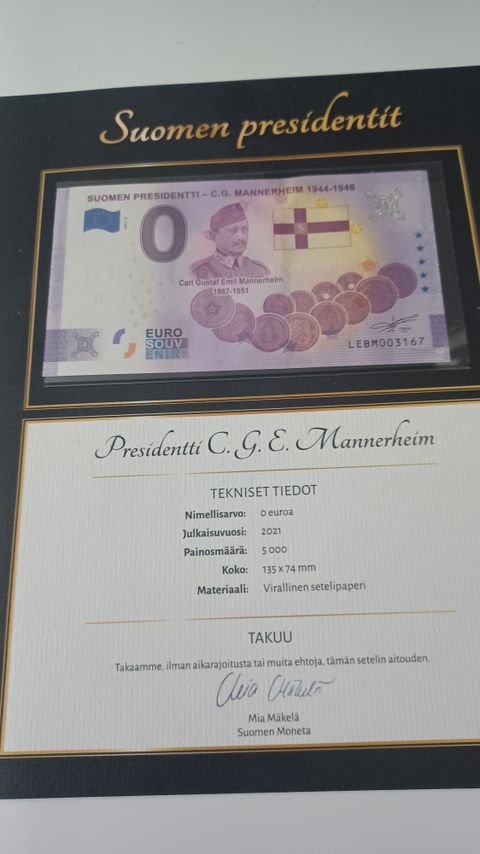 Suomen presidentit
SUOMEN PRESIDENTTI – C.G. MANNERHEIM 1944-1946
0
Carl Gustaf Emil Mannerheim
1867-1951
EURO
SOUV
ENIR
LEBM003167
Presidentti C. G. E. Mannerheim
TEKNISET TIEDOT
Nimellisarvo: 0 euroa
Julkaisuvuosi: 2021
Painosmäärä: 5 000
Koko: 135 x 74 mm
Materiaali: Virallinen setelipaperi
TAKUU
Takaamme, ilman aikarajoitusta tai muita ehtoja, tämän setelin aitouden.
Mia Mäkelä
Mia Mäkelä
Suomen Moneta